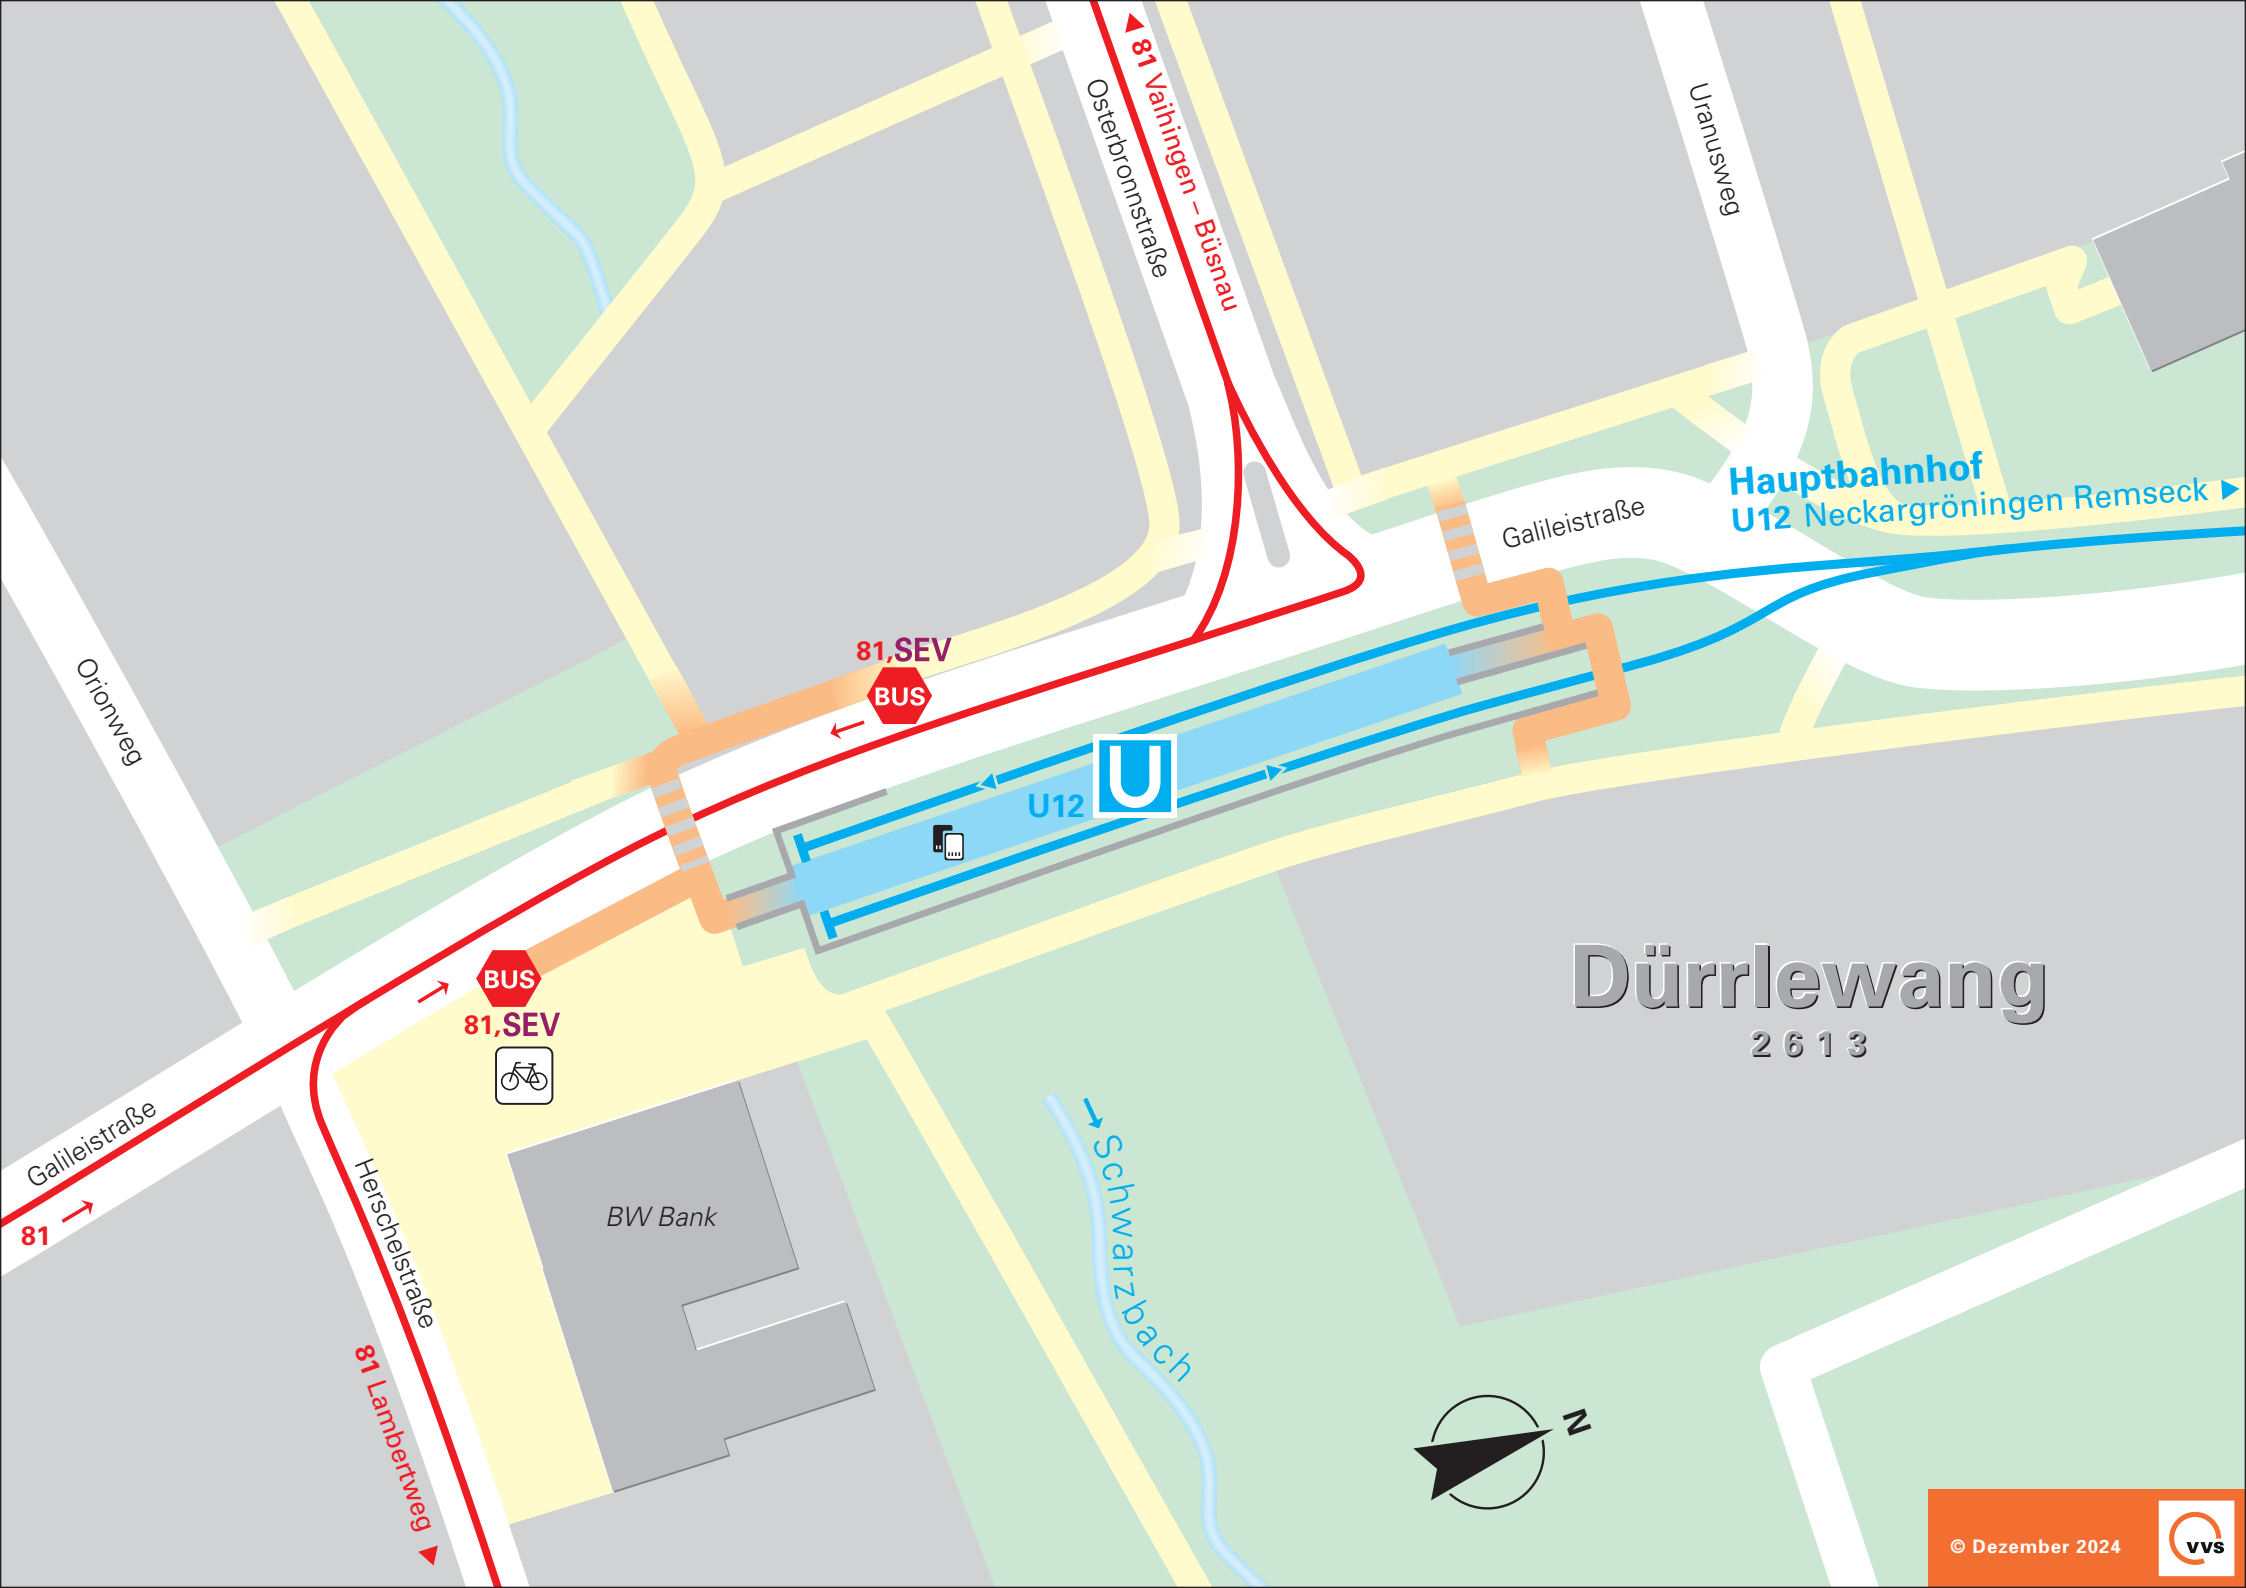 81 Vaihingen – Büsnau
Osterbronnstraße
Uranusweg
Hauptbahnhof
U12 Neckargröningen Remseck
Galileistraße
Orionweg
81, SEV
BUS
U
U12
BUS
81, SEV
Dürrlewang
2613
Galileistraße
81
Herschelstraße
BW Bank
Schwarzbach
81 Lambertweg
N
© Dezember 2024
vvs